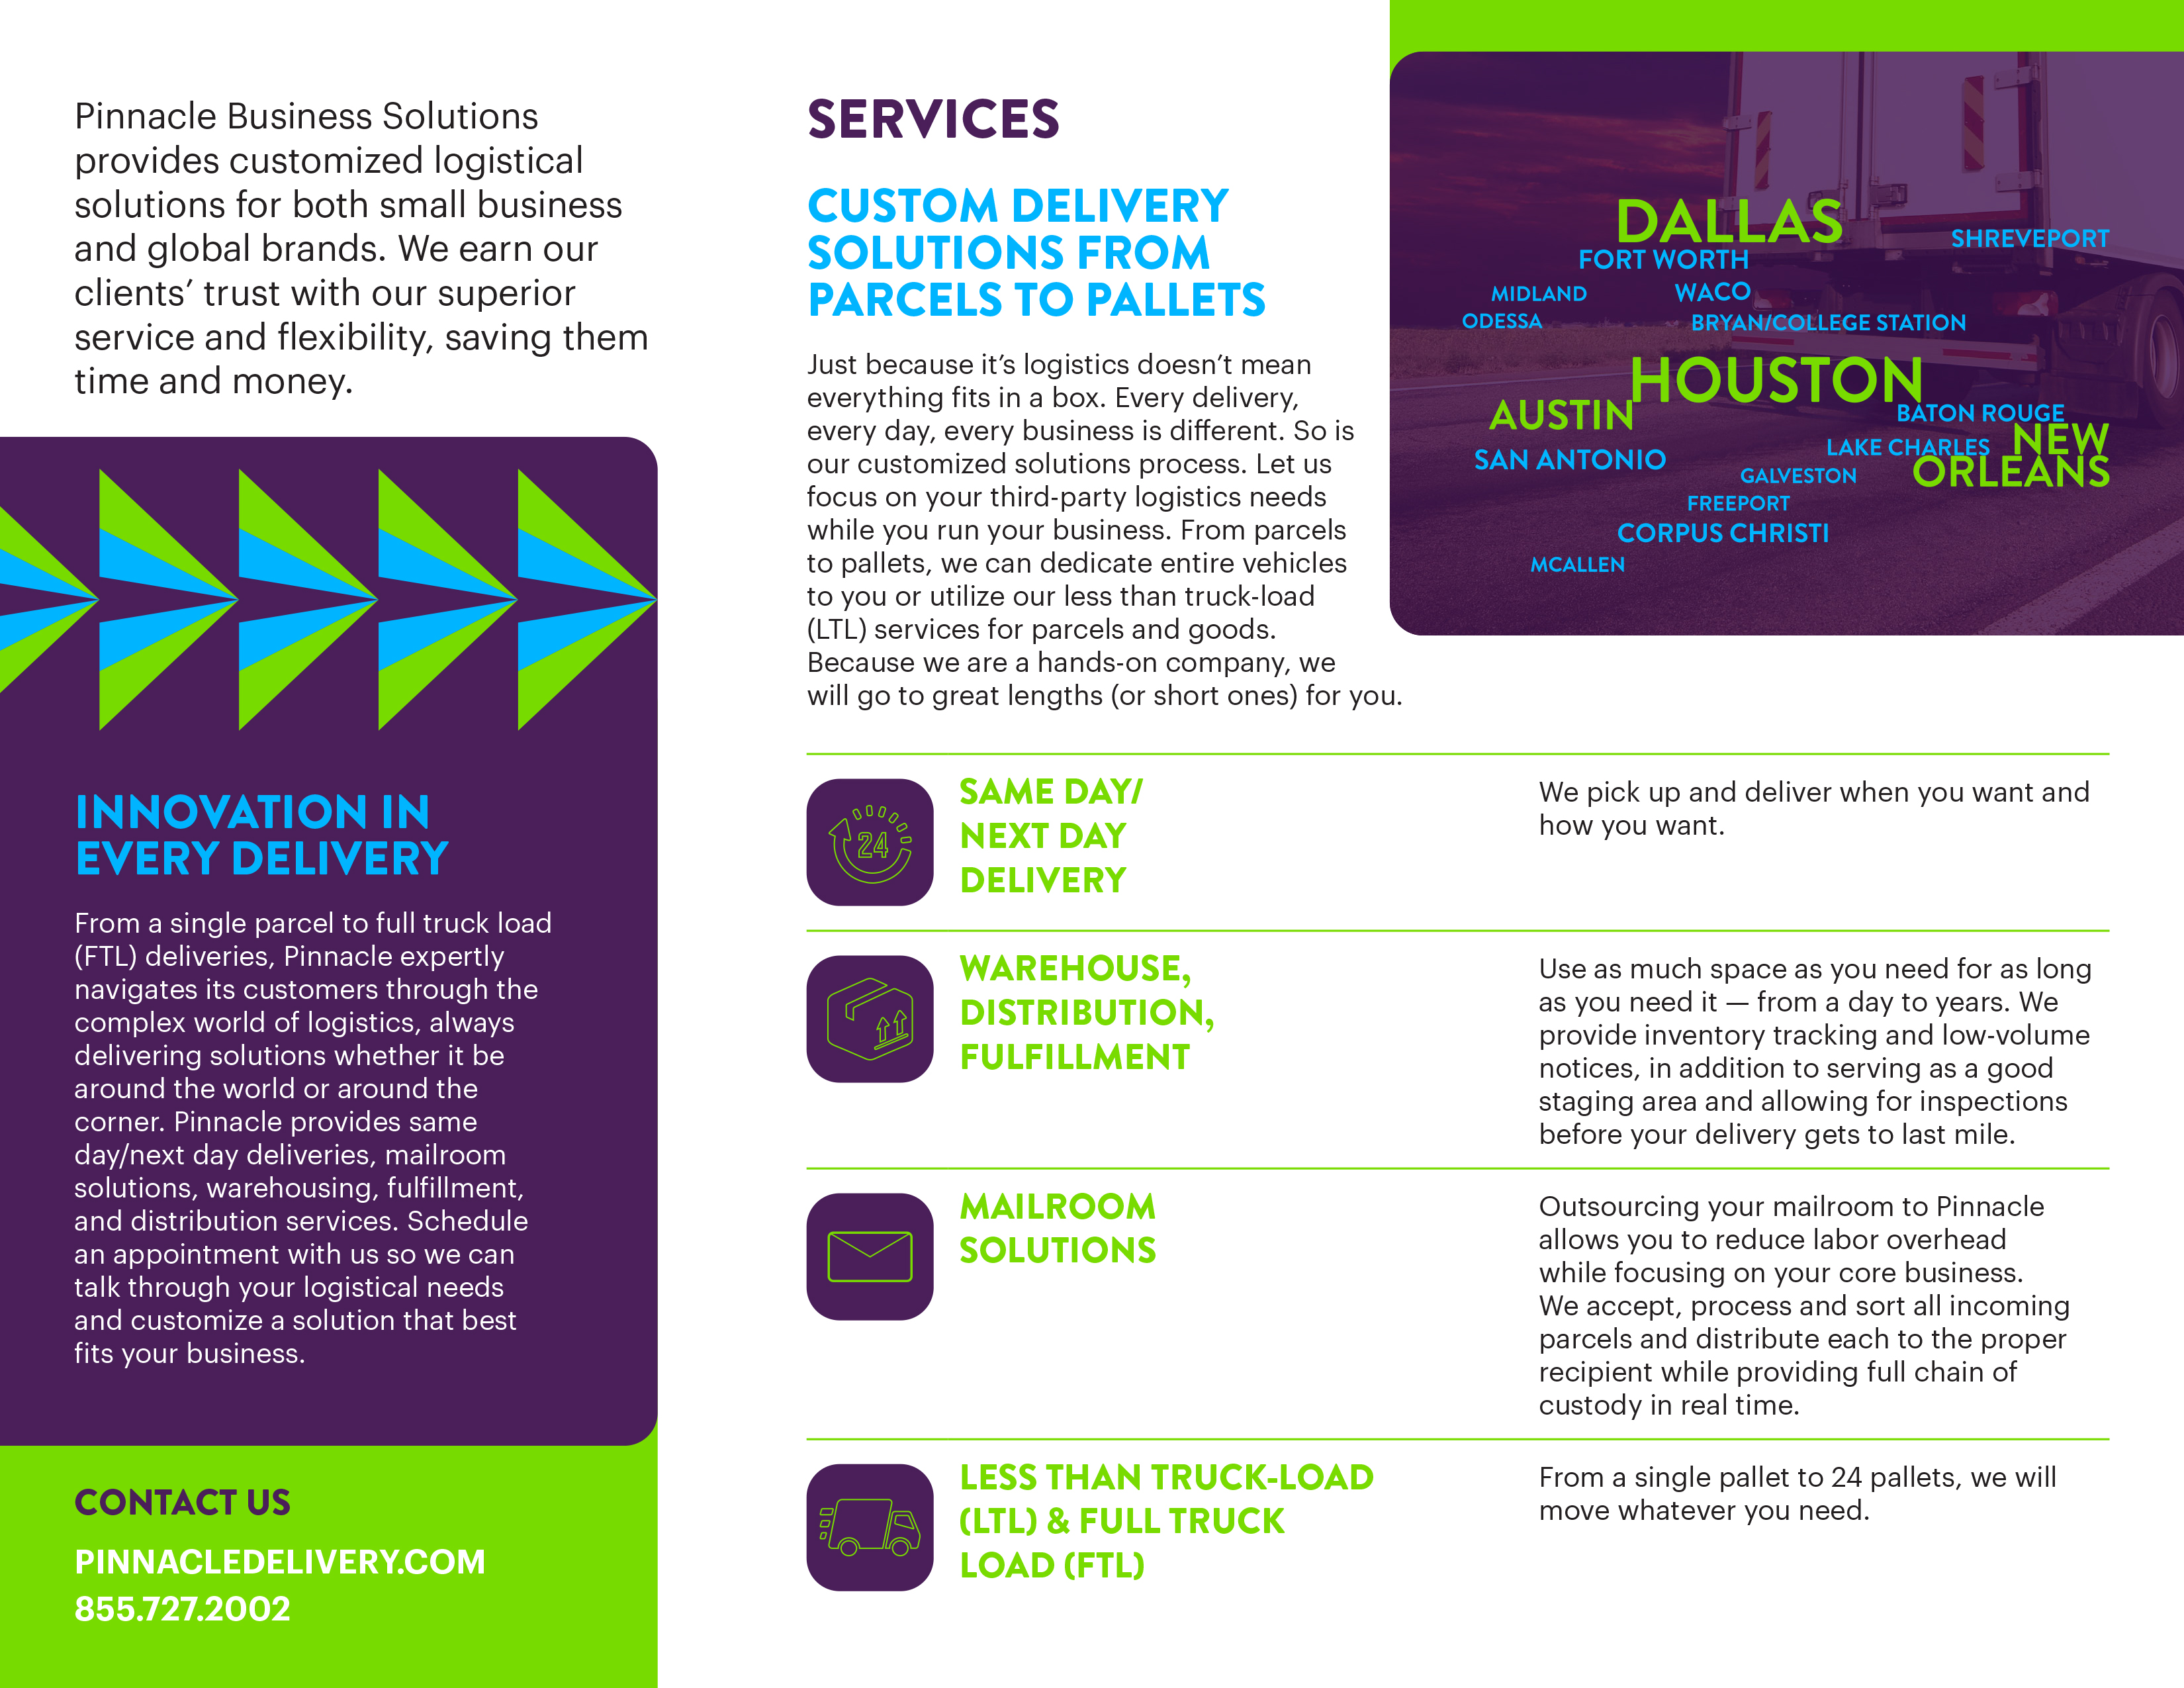 Pinnacle Business Solutions
provides customized logistical
solutions for both small business
and global brands. We earn our
clients’ trust with our superior
service and flexibility, saving them
time and money.
INNOVATION IN
EVERY DELIVERY
From a single parcel to full truck load
(FTL) deliveries, Pinnacle expertly
navigates its customers through the
complex world of logistics, always
delivering solutions whether it be
around the world or around the
corner. Pinnacle provides same
day/next day deliveries, mailroom
solutions, warehousing, fulfillment,
and distribution services. Schedule
an appointment with us so we can
talk through your logistical needs
and customize a solution that best
fits your business.
CONTACT US
PINNACLEDELIVERY.COM
855.727.2002
SERVICES
CUSTOM DELIVERY
SOLUTIONS FROM
PARCELS TO PALLETS
Just because it’s logistics doesn’t mean
everything fits in a box. Every delivery,
every day, every business is different. So is
our customized solutions process. Let us
focus on your third-party logistics needs
while you run your business. From parcels
to pallets, we can dedicate entire vehicles
to you or utilize our less than truck-load
(LTL) services for parcels and goods.
Because we are a hands-on company, we
will go to great lengths (or short ones) for you.
DALLAS
SHREVEPORT
FORT WORTH
MIDLAND
WACO
ODESSA
BRYAN/COLLEGE STATION
HOUSTON
AUSTIN
BATON ROUGE
SAN ANTONIO
LAKE CHARLES
NEW
ORLEANS
GALVESTON
FREEPORT
CORPUS CHRISTI
MCALLEN
24
SAME DAY/
NEXT DAY
DELIVERY
We pick up and deliver when you want and
how you want.
WAREHOUSE,
DISTRIBUTION,
FULFILLMENT
Use as much space as you need for as long
as you need it — from a day to years. We
provide inventory tracking and low-volume
notices, in addition to serving as a good
staging area and allowing for inspections
before your delivery gets to last mile.
MAILROOM
SOLUTIONS
Outsourcing your mailroom to Pinnacle
allows you to reduce labor overhead
while focusing on your core business.
We accept, process and sort all incoming
parcels and distribute each to the proper
recipient while providing full chain of
custody in real time.
LESS THAN TRUCK-LOAD
(LTL) & FULL TRUCK
LOAD (FTL)
From a single pallet to 24 pallets, we will
move whatever you need.